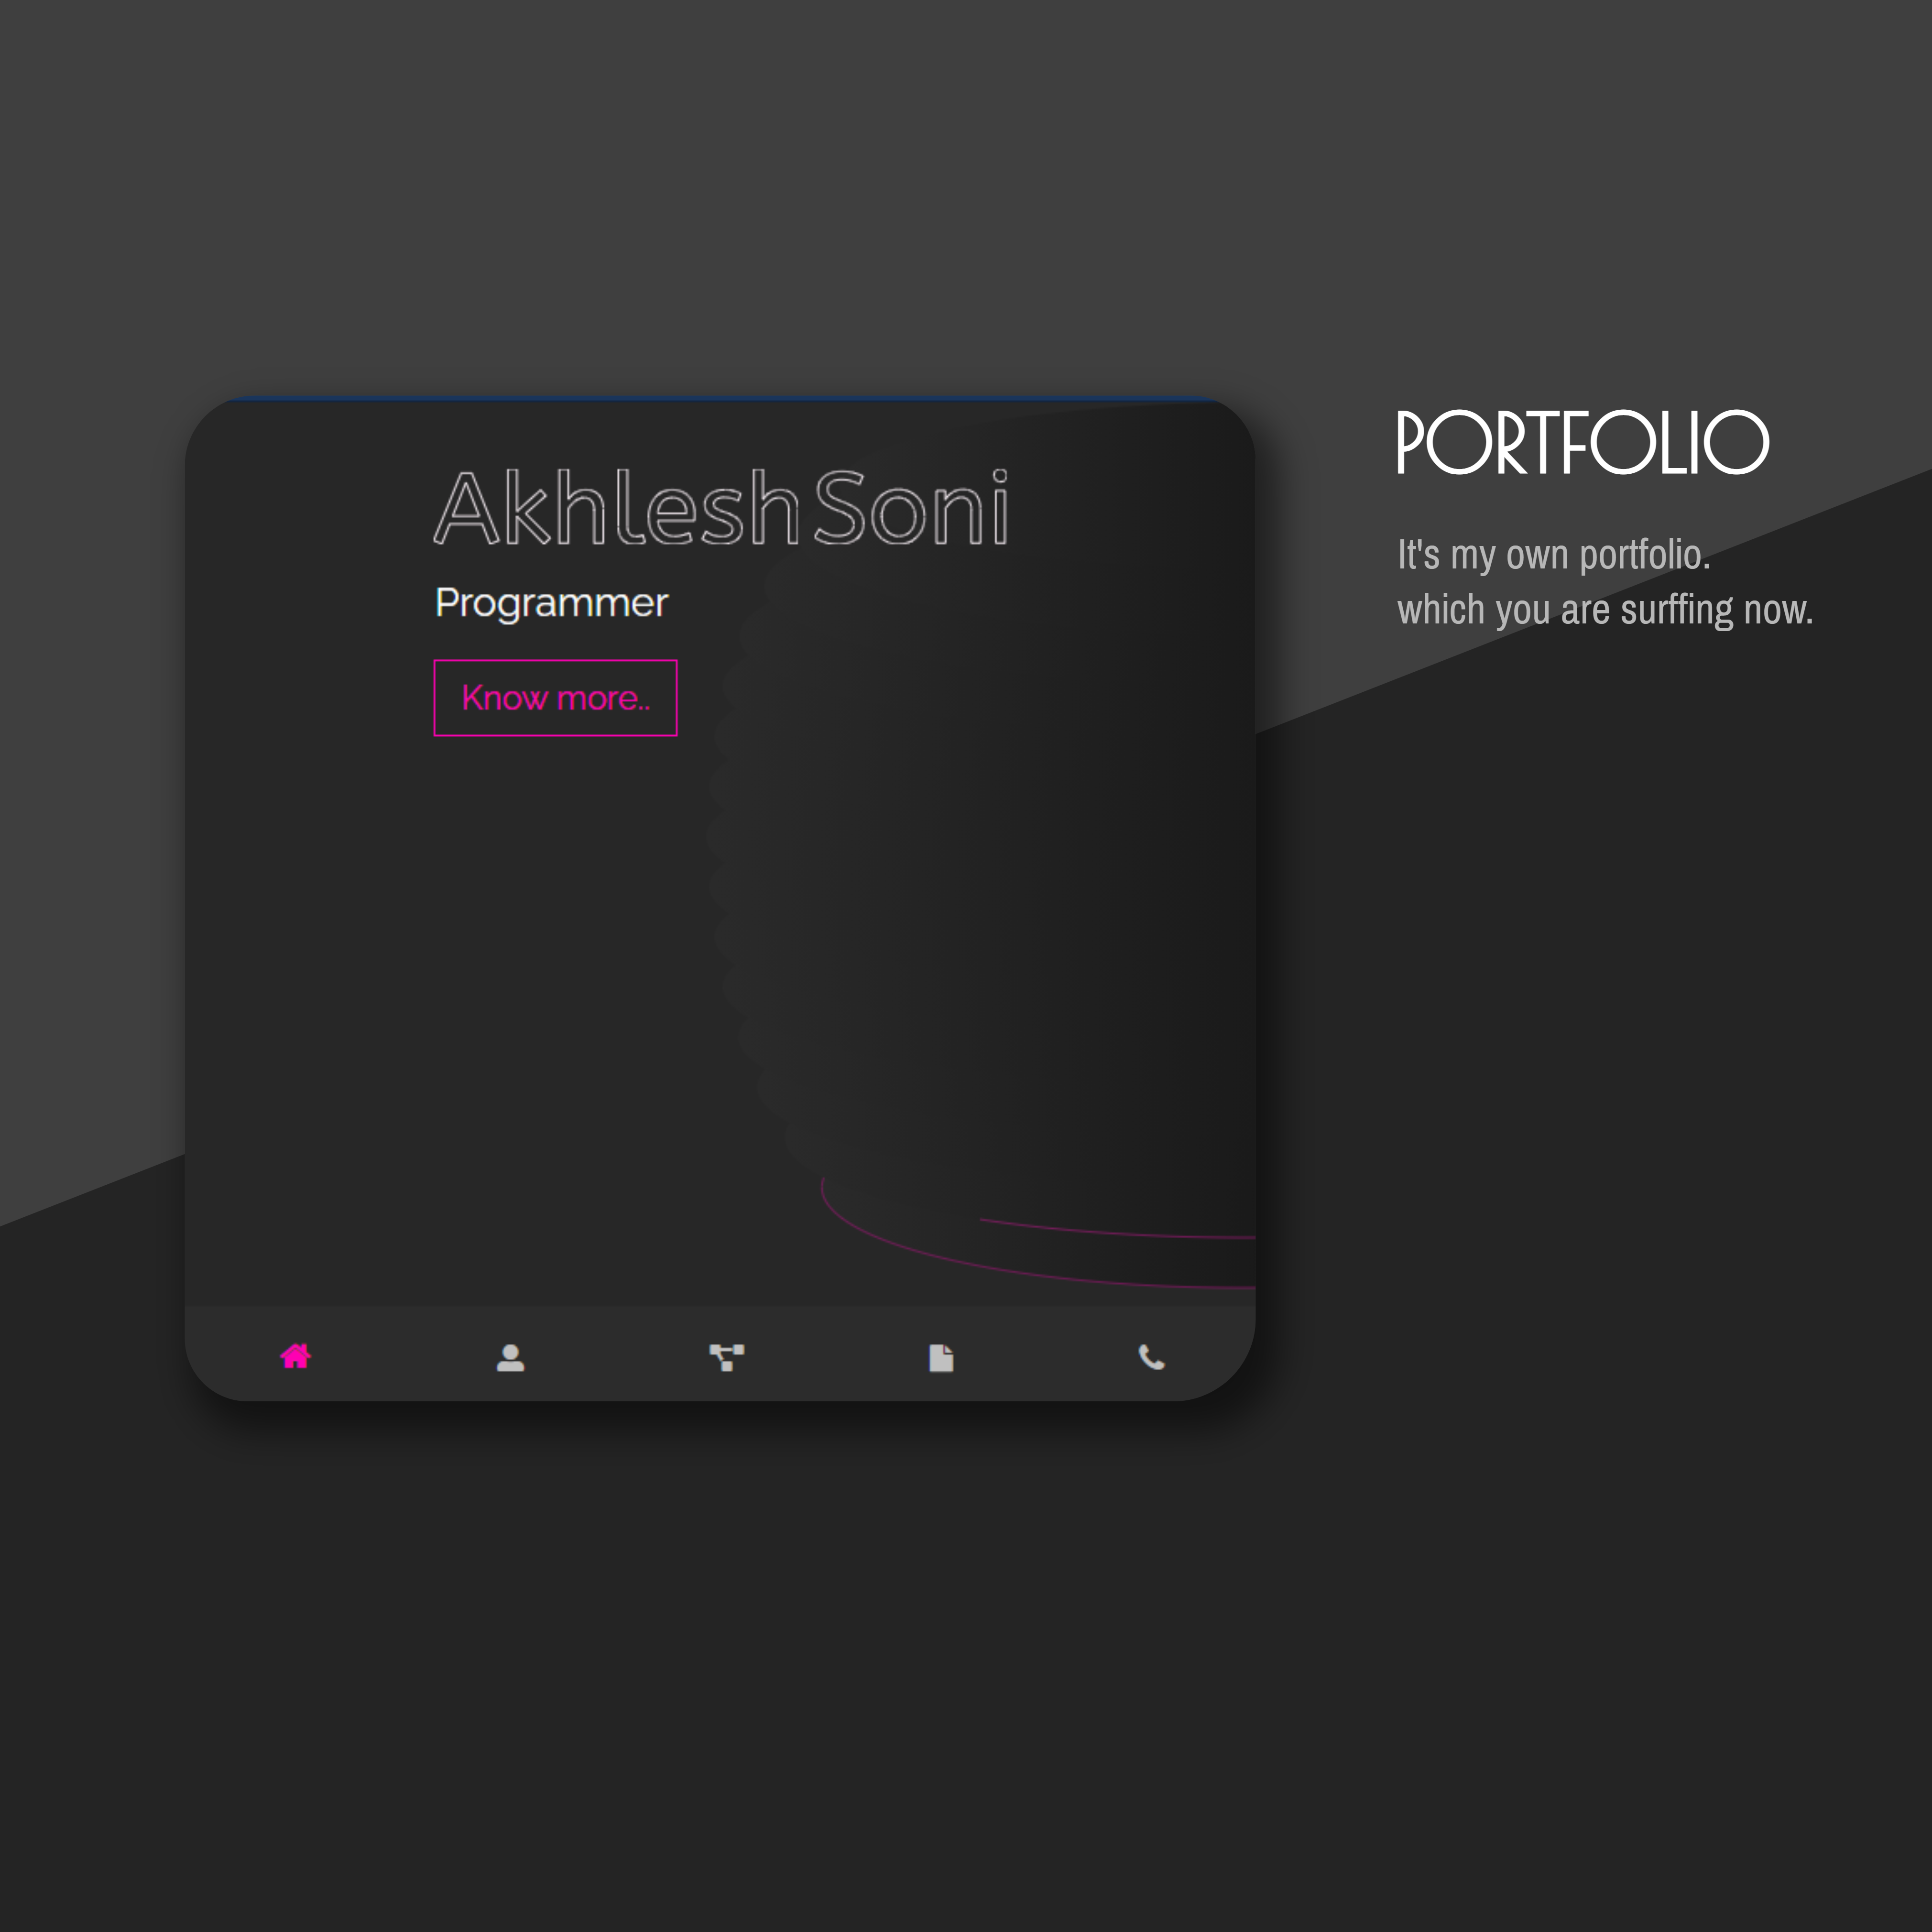 Akhlesh Soni
Programmer
Know more..
PORTFOLIO
It's my own portfolio.
which you are surffing now.